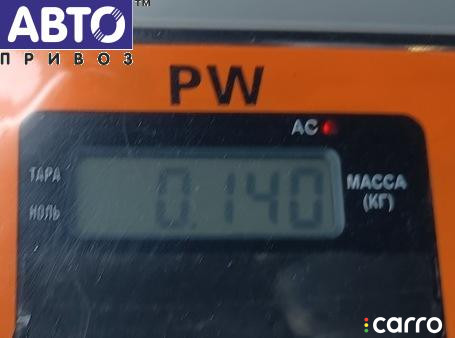 АВТО™
ПРИВОЗ
PW
AC
ТАРА
НОЛЬ
0.140
МАССА
(КГ)
carro